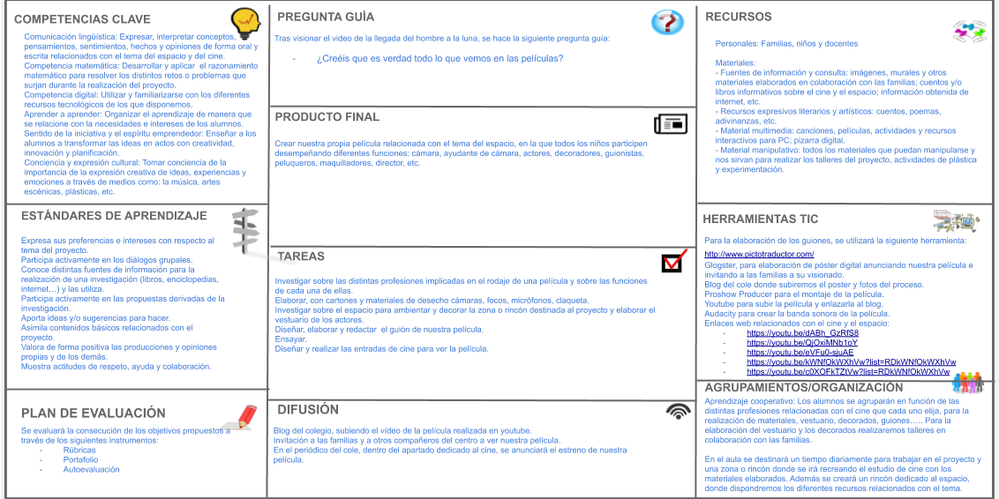 COMPETENCIAS CLAVE
Comunicación lingüística: Expresar, interpretar conceptos,
pensamientos, sentimientos, hechos y opiniones de forma oral y
escrita relacionados con el tema del espacio y del cine.
Competencia matemática: Desarrollar y aplicar el razonamiento
matemático para resolver los distintos retos o problemas que
surjan durante la realización del proyecto.
Competencia digital: Utilizar y familiarizarse con los diferentes
recursos tecnológicos de los que disponemos.
Aprender a aprender: Organizar el aprendizaje de manera que
se relacione con la necesidades e intereses de los alumnos.
Sentido de la iniciativa y el espíritu emprendedor: Enseñar a los
alumnos a transformar las ideas en actos con creatividad,
innovación y planificación.
Conciencia y expresión cultural: Tomar conciencia de la
importancia de la expresión creativa de ideas, experiencias y
emociones a través de medios como: la música, artes
escénicas, plásticas, etc.
ESTÁNDARES DE APRENDIZAJE
Expresa sus preferencias e intereses con respecto al
tema del proyecto.
Participa activamente en los diálogos grupales.
Conoce distintas fuentes de información para la
realización de una investigación (libros, enciclopedias,
internet…) y las utiliza.
Participa activamente en las propuestas derivadas de la
investigación.
Aporta ideas y/o sugerencias para hacer.
Asimila contenidos básicos relacionados con el
proyecto.
Valora de forma positiva las producciones y opiniones
propias y de los demás.
Muestra actitudes de respeto, ayuda y colaboración.
PLAN DE EVALUACIÓN
Se evaluará la consecución de los objetivos propuestos a
través de los siguientes instrumentos:
- Rúbricas
- Portafolio
- Autoevaluación
PREGUNTA GUÍA
Tras visionar el video de la llegada del hombre a la luna, se hace la siguiente pregunta guía:
- ¿Creéis que es verdad todo lo que vemos en las películas?
PRODUCTO FINAL
Crear nuestra propia película relacionada con el tema del espacio, en la que todos los niños participen
desempeñando diferentes funciones: cámara, ayudante de cámara, actores, decoradores, guionistas,
peluqueros, maquilladores, director, etc.
TAREAS
Investigar sobre las distintas profesiones implicadas en el rodaje de una película y sobre las funciones
de cada una de ellas.
Elaborar, con cartones y materiales de desecho cámaras, focos, micrófonos, claqueta.
Investigar sobre el espacio para ambientar y decorar la zona o rincón destinada al proyecto y elaborar el
vestuario de los actores.
Diseñar, elaborar y redactar el guión de nuestra película.
Ensayar.
Diseñar y realizar las entradas de cine para ver la película.
DIFUSIÓN
Blog del colegio, subiendo el vídeo de la película realizada en youtube.
Invitación a las familias y a otros compañeros del centro a ver nuestra película.
En el periódico del cole, dentro del apartado dedicado al cine, se anunciará el estreno de nuestra
película.
RECURSOS
Personales: Familias, niños y docentes
Materiales:
- Fuentes de información y consulta: imágenes, murales y otros
materiales elaborados en colaboración con las familias; cuentos y/o
libros informativos sobre el cine y el espacio; información obtenida de
internet, etc.
- Recursos expresivos literarios y artísticos: cuentos, poemas,
adivinanzas, etc.
- Material multimedia: canciones, películas, actividades y recursos
interactivos para PC; pizarra digital.
- Material manipulativo: todos los materiales que puedan manipularse y
nos sirvan para realizar los talleres del proyecto, actividades de plástica
y experimentación.
HERRAMIENTAS TIC
Para la elaboración de los guiones, se utilizará la siguiente herramienta:
http://www.pictotraductor.com/
Glogster, para elaboración de póster digital anunciando nuestra película e
invitando a las familias a su visionado.
Blog del cole donde subiremos el poster y fotos del proceso.
Proshow Producer para el montaje de la película.
Youtube para subir la película y enlazarla al blog.
Audacity para crear la banda sonora de la película.
Enlaces web relacionados con el cine y el espacio:
- https://youtu.be/dABh_GzRfS8
- https://youtu.be/QjOxiMNb1oY
- https://youtu.be/eVFu0-sjuAE
- https://youtu.be/kWNfOkWXhVw?list=RDkWNfOkWXhVw
- https://youtu.be/c0XOFkTZtVw?list=RDkWNfOkWXhVw
AGRUPAMIENTOS/ORGANIZACIÓN
Aprendizaje cooperativo: Los alumnos se agruparán en función de las
distintas profesiones relacionadas con el cine que cada uno elija, para la
realización de materiales, vestuario, decorados, guiones….. Para la
elaboración del vestuario y los decorados realizaremos talleres en
colaboración con las familias.
En el aula se destinará un tiempo diariamente para trabajar en el proyecto y
una zona o rincón donde se irá recreando el estudio de cine con los
materiales elaborados. Además se creará un rincón dedicado al espacio,
donde dispondremos los diferentes recursos relacionados con el tema.